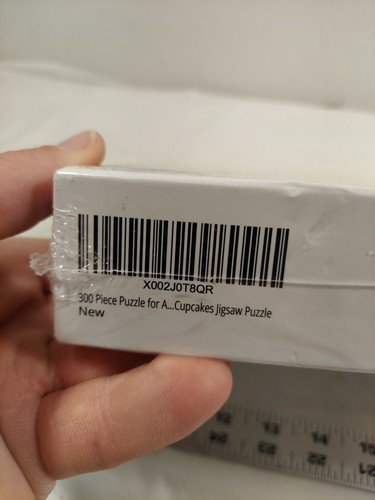 X002J0T8QR
300 Piece Puzzle for A...Cupcakes Jigsaw Puzzle
New